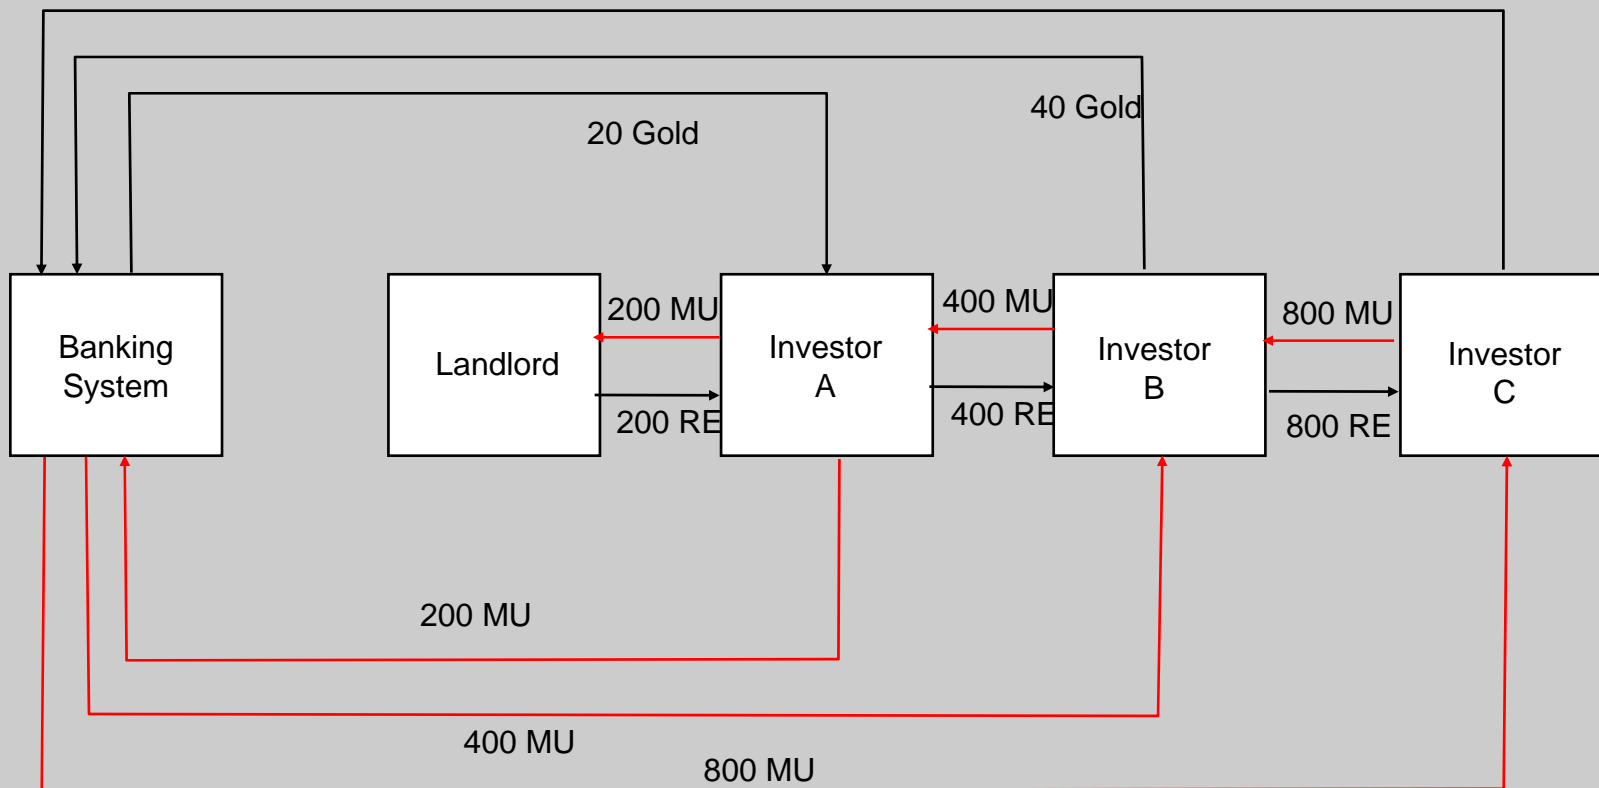 40 Gold
20 Gold
200 MU
400 MU
800 MU
Banking
System
Landlord
Investor
A
Investor
B
Investor
C
200 RE
400 RE
800 RE
200 MU
400 MU
800 MU